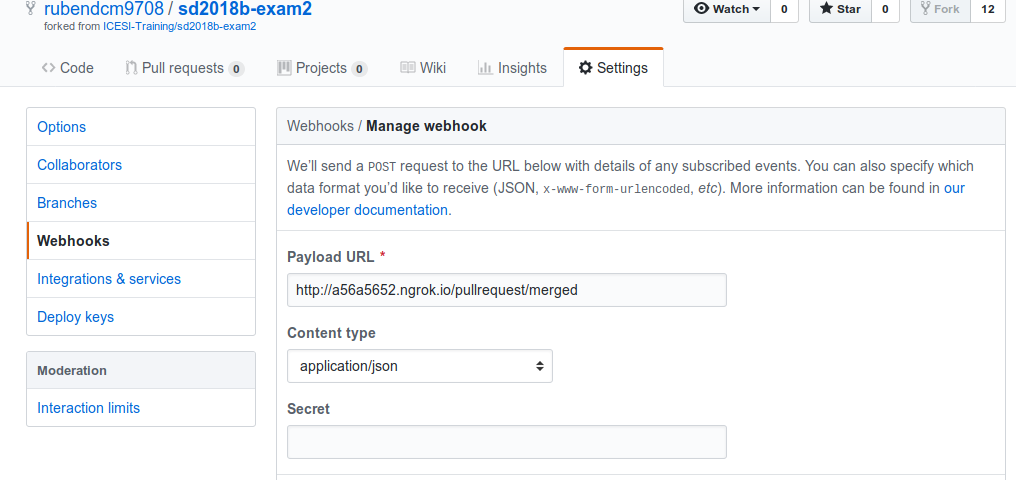 rubendcm9708 / sd2018b-exam2
forked from ICESI-Training/sd2018b-exam2
Watch 0 Star 0 Fork 12
Code Pull requests 0 Projects 0 Wiki Insights Settings
Options
Collaborators
Branches
Webhooks
Integrations & services
Deploy keys
Moderation
Interaction limits
Webhooks / Manage webhook
We'll send a POST request to the URL below with details of any subscribed events. You can also specify which
data format you'd like to receive (JSON, x-www-form-urlencoded, etc). More information can be found in our
developer documentation.
Payload URL *
http://a56a5652.ngrok.io/pullrequest/merged
Content type
application/json
Secret